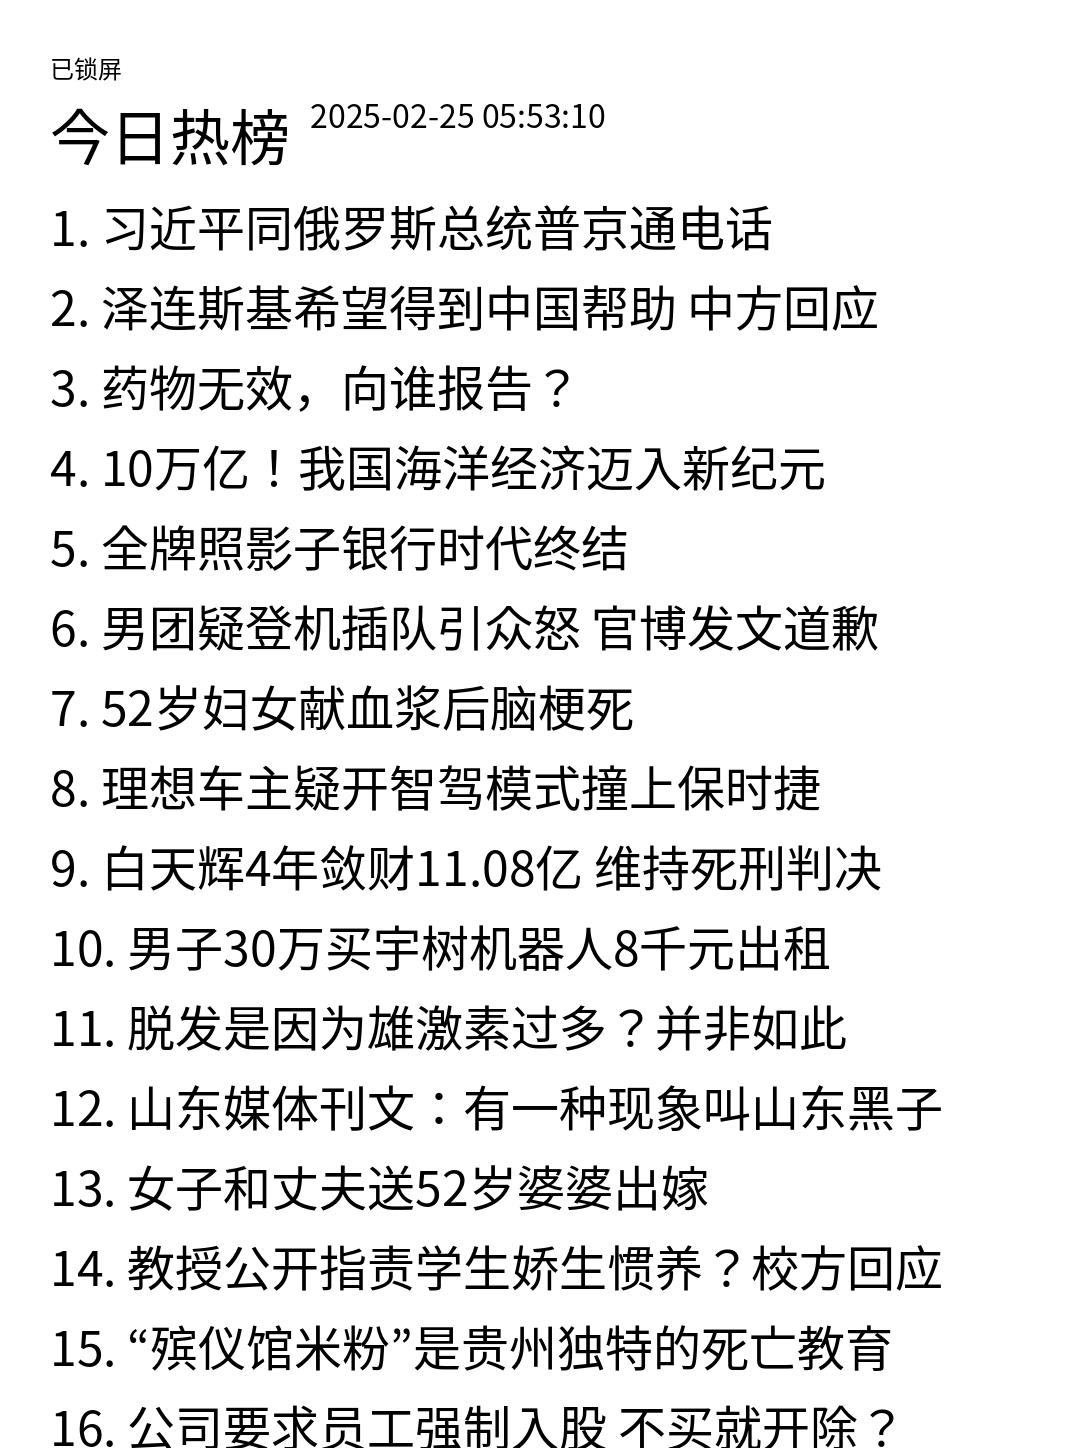 已锁屏
今日热榜 2025-02-25 05:53:10
1. 习近平同俄罗斯总统普京通电话
2. 泽连斯基希望得到中国帮助 中方回应
3. 药物无效，向谁报告？
4. 10万亿！我国海洋经济迈入新纪元
5. 全牌照影子银行时代终结
6. 男团疑登机插队引众怒 官博发文道歉
7. 52岁妇女献血浆后脑梗死
8. 理想车主疑开智驾模式撞上保时捷
9. 白天辉4年敛财11.08亿 维持死刑判决
10. 男子30万买宇树机器人8千元出租
11. 脱发是因为雄激素过多？并非如此
12. 山东媒体刊文：有一种现象叫山东黑子
13. 女子和丈夫送52岁婆婆出嫁
14. 教授公开指责学生娇生惯养？校方回应
15. “殡仪馆米粉”是贵州独特的死亡教育
16. 公司要求员工强制入股 不买就开除？